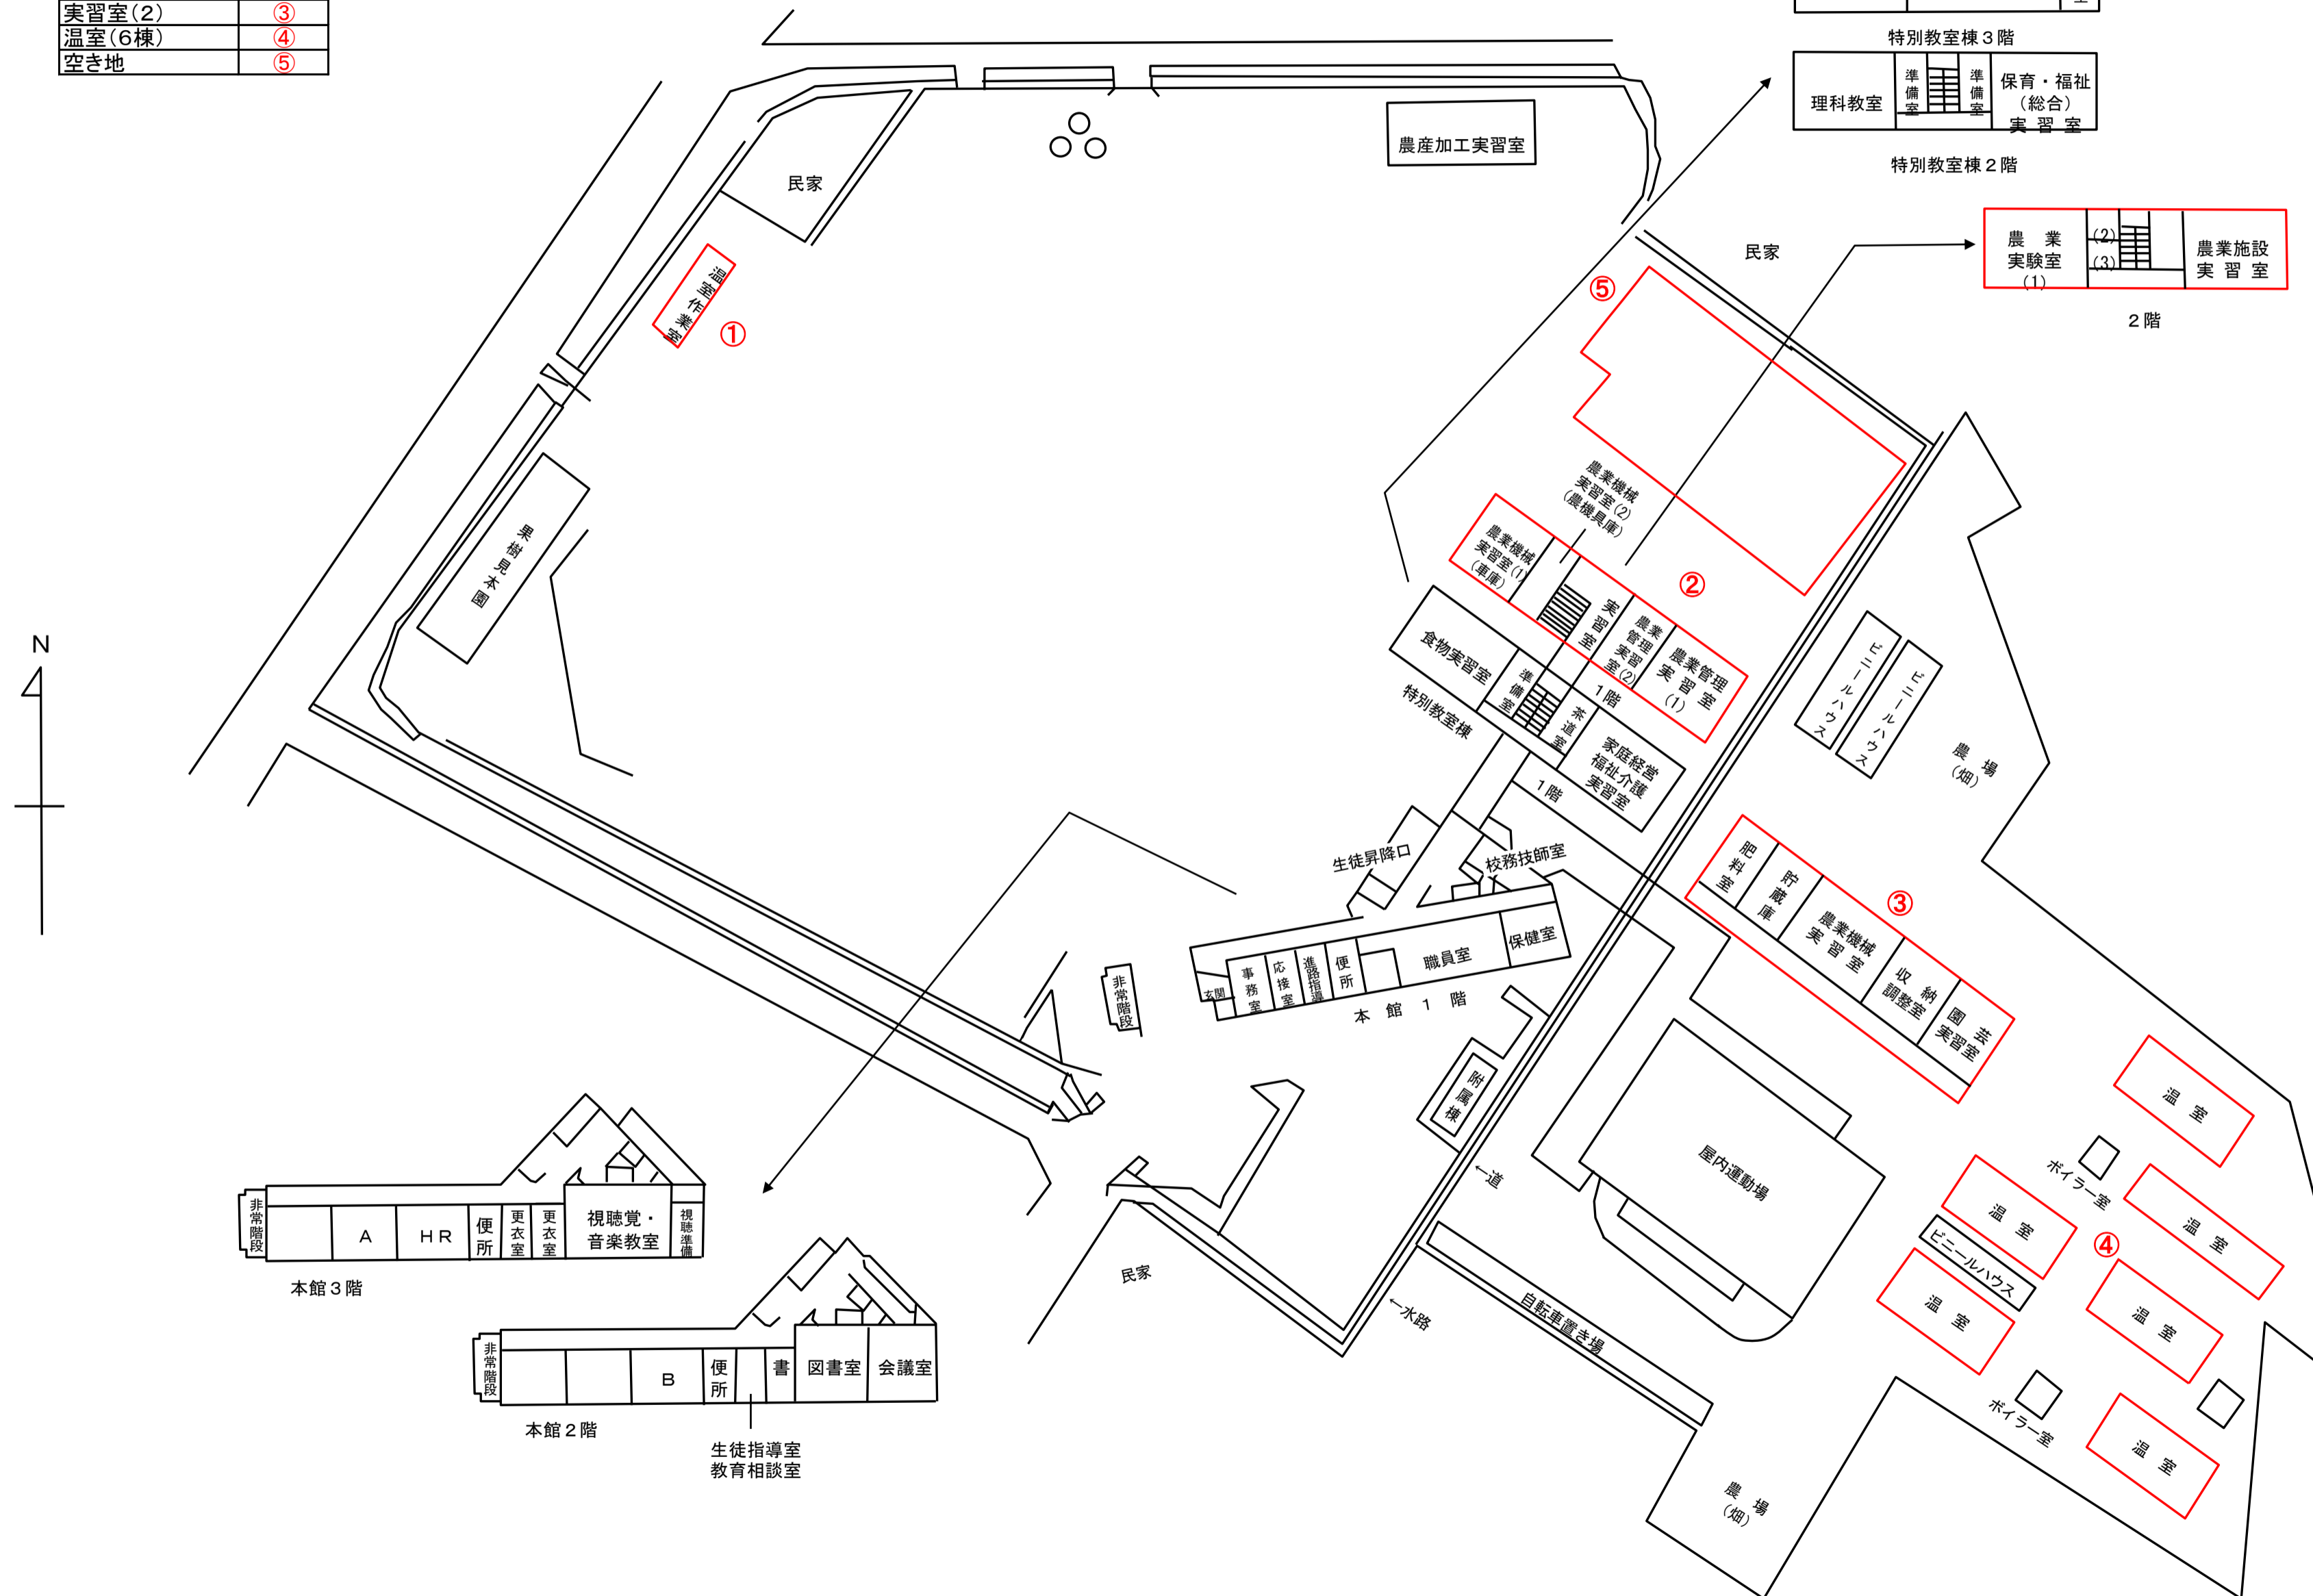 実習室(2) ③
温室(6棟) ④
空き地 ⑤
特別教室棟3階
理科教室
準備室
準備室
保育・福祉
(総合)
実習室
特別教室棟2階
農産加工実習室
民家
民家
農業
実験室
(1)
(2)
(3)
農業施設
実習室
2階
温室作業室
①
⑤
農業機械
実習室(2)
(農機具庫)
農業機械
実習室(1)
(車庫)
②
実習室
農業
管理
実習
室(2)
農業管理
実習室
(1)
1階
果樹見本園
食物実習室
準備室
茶道室
家庭経営
福祉介護
実習室
特別教室棟
1階
N
ビニールハウス
ビニールハウス
農場
(畑)
生徒昇降口
校務技師室
肥料室
貯蔵庫
農業機械
実習室
収納
調整室
園芸
実習室
③
非常階段
玄関
事務室
応接室
進路指導
便所
職員室
保健室
本館1階
附属棟
屋内運動場
←道
←水路
自転車置き場
民家
温室
ボイラー室
温室
温室
ビニールハウス
④
温室
温室
ボイラー室
温室
農場
(畑)
非常階段
A
HR
便所
更衣室
更衣室
視聴覚・
音楽教室
視聴準備
本館3階
非常階段
B
便所
書
図書室
会議室
本館2階
生徒指導室
教育相談室